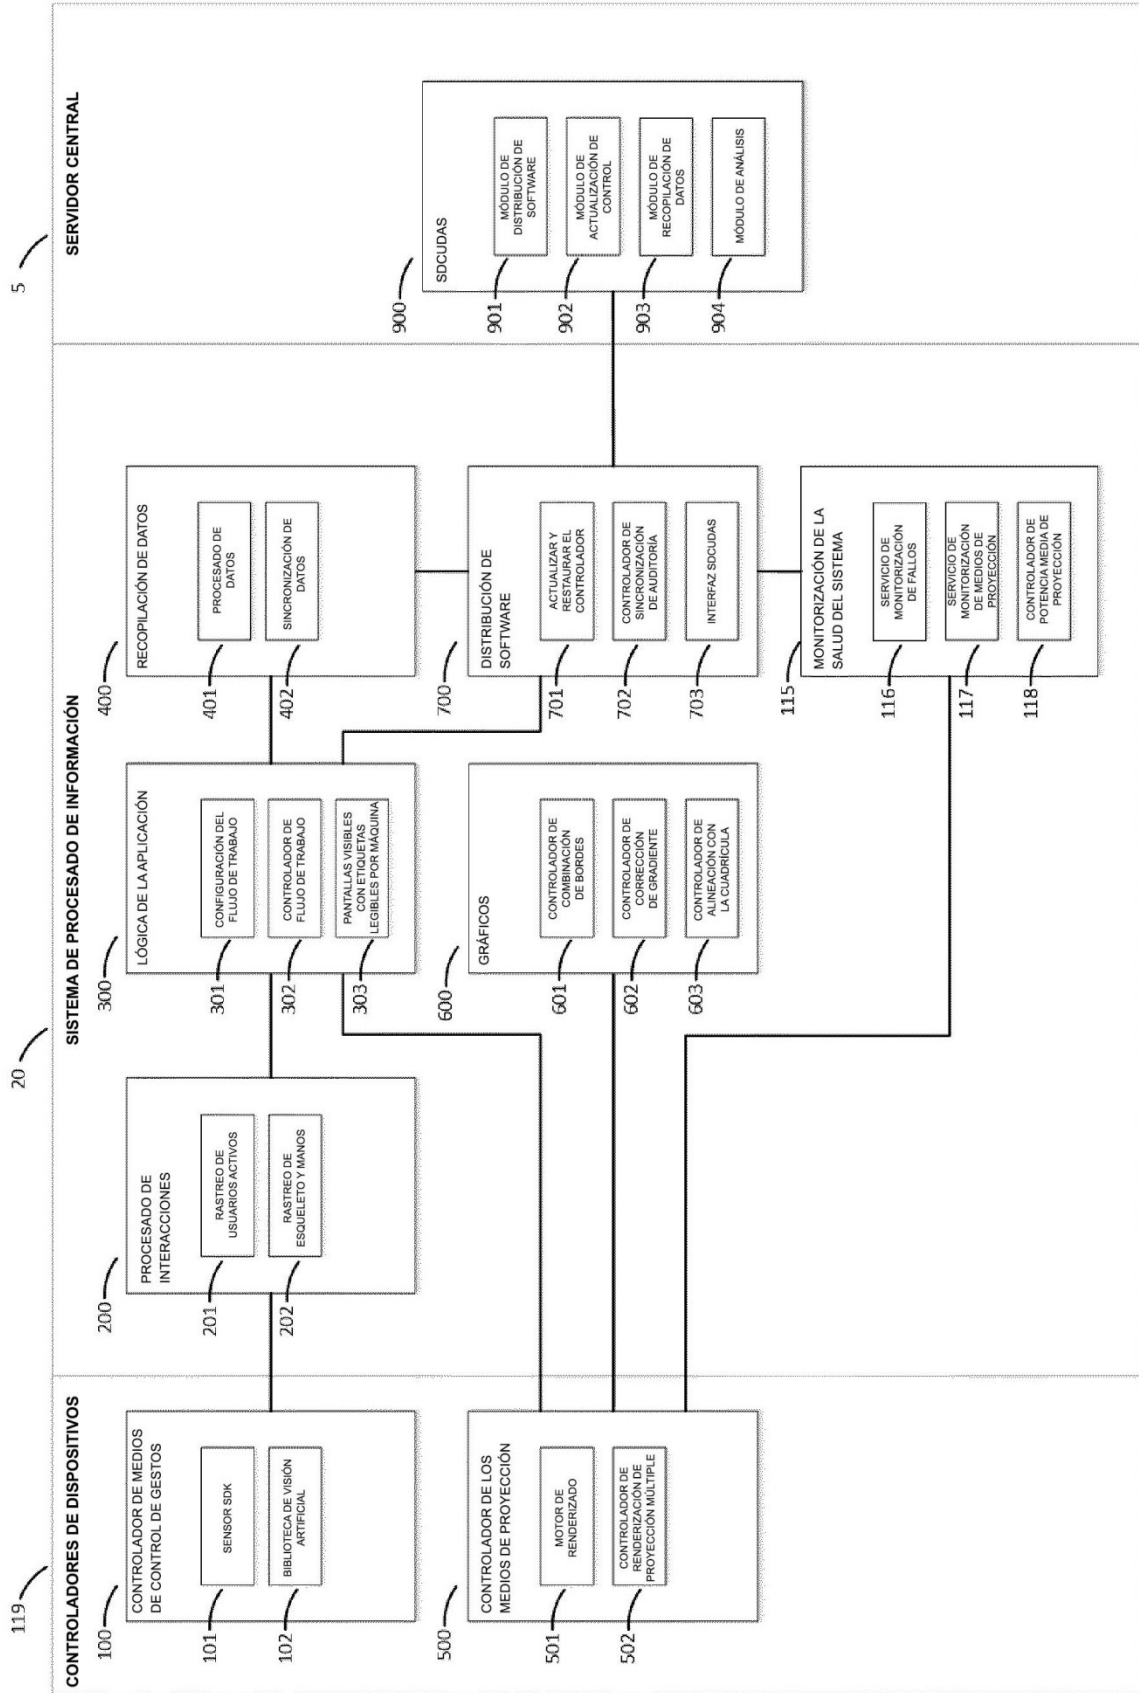 119
CONTROLADORES DE DISPOSITIVOS
100
CONTROLADOR DE MEDIOS
DE CONTROL DE GESTOS
101
SENSOR SDK
102
BIBLIOTECA DE VISIÓN
ARTIFICIAL
500
CONTROLADOR DE LOS
MEDIOS DE PROYECCIÓN
501
MOTOR DE
RENDERIZADO
502
CONTROLADOR DE
RENDERIZACIÓN DE
PROYECCIÓN MÚLTIPLE
20
SISTEMA DE PROCESADO DE INFORMACIÓN
200
PROCESADO DE
INTERACCIONES
201
RASTREO DE
USUARIOS ACTIVOS
202
RASTREO DE
ESQUELETO Y MANOS
300
LÓGICA DE LA APLICACIÓN
301
CONFIGURACIÓN DEL
FLUJO DE TRABAJO
302
CONTROLADOR DE
FLUJO DE TRABAJO
303
PANTALLAS VISIBLES
CON ETIQUETAS
LEGIBLES POR MÁQUINA
600
GRÁFICOS
601
CONTROLADOR DE
COMBINACIÓN
DE BORDES
602
CONTROLADOR DE
CORRECCIÓN
DE GRADIENTE
603
CONTROLADOR DE
ALINEACIÓN CON
LA CUADRÍCULA
400
RECOPILACIÓN DE DATOS
401
PROCESADO DE
DATOS
402
SINCRONIZACIÓN DE
DATOS
700
DISTRIBUCIÓN DE
SOFTWARE
701
ACTUALIZAR Y
RESTAURAR EL
CONTROLADOR
702
CONTROLADOR DE
SINCRONIZACIÓN
DE AUDITORÍA
703
INTERFAZ SDCUDAS
115
MONITORIZACIÓN DE LA
SALUD DEL SISTEMA
116
SERVICIO DE
MONITORIZACIÓN
DE FALLOS
117
SERVICIO DE
MONITORIZACIÓN
DE MEDIOS DE
PROYECCIÓN
118
CONTROLADOR DE
POTENCIA MEDIA DE
PROYECCIÓN
5
SERVIDOR CENTRAL
900
SDCUDAS
901
MÓDULO DE
DISTRIBUCIÓN DE
SOFTWARE
902
MÓDULO DE
ACTUALIZACIÓN DE
CONTROL
903
MÓDULO DE
RECOPILACIÓN DE
DATOS
904
MÓDULO DE ANÁLISIS